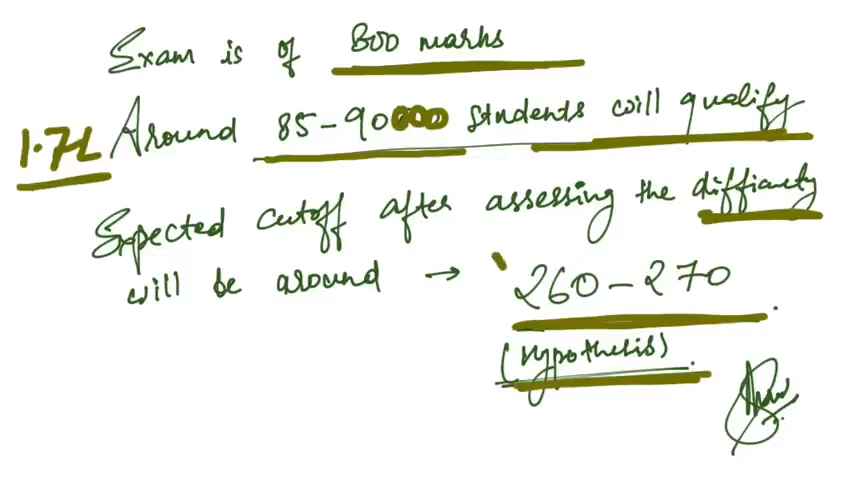 Exam is of 800 marks
1.7L Around 85-90000 students will qualify
Expected cutoff after assessing the difficulty
will be around → 260-270
(Hypothesis).